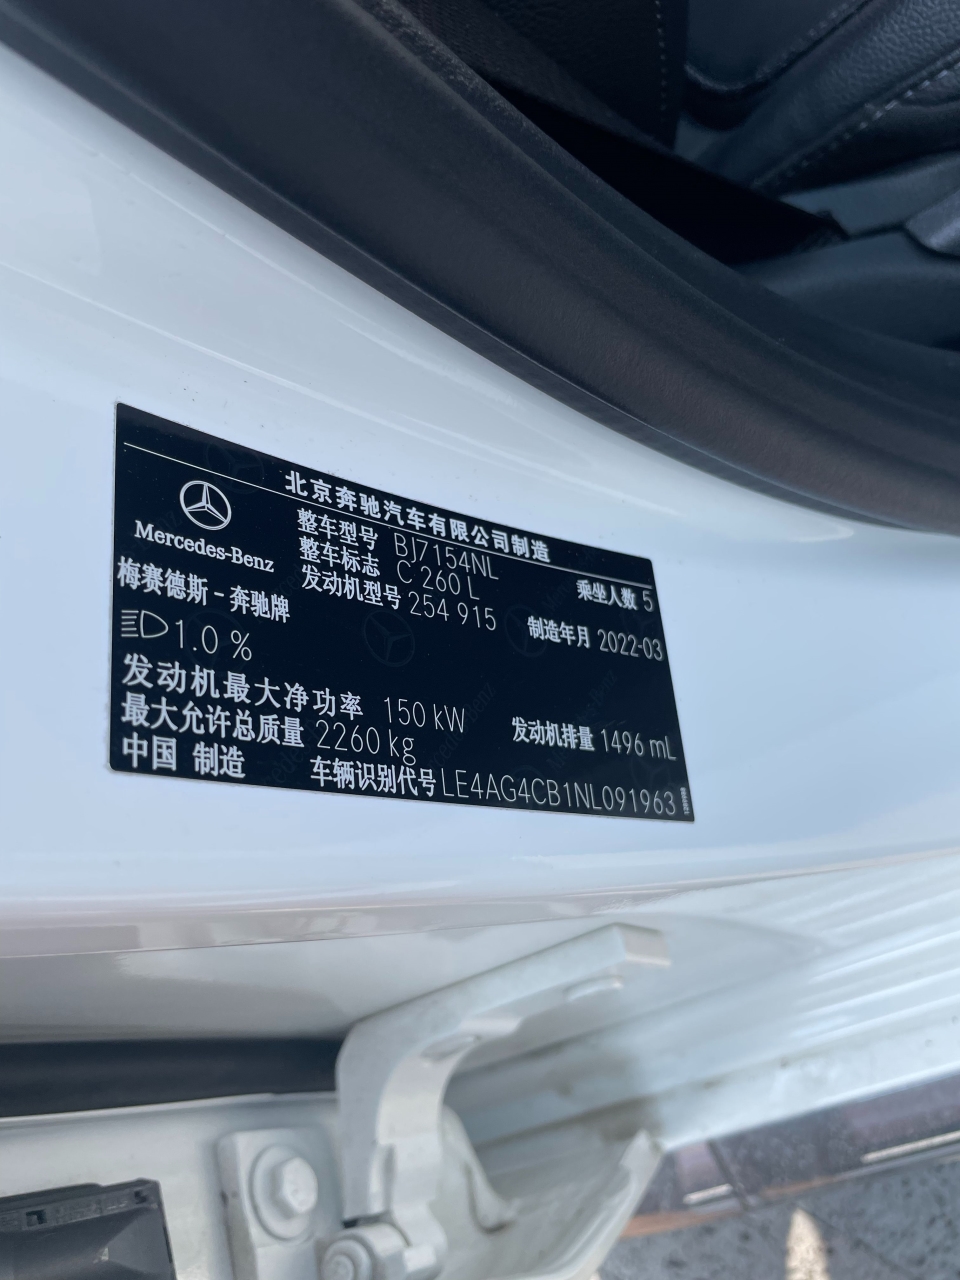 北京奔驰汽车有限公司制造
Mercedes-Benz
梅赛德斯-奔驰牌
整车型号 BJ7154NL
整车标志 C 260 L
乘坐人数 5
发动机型号 254 915
制造年月 2022-03
1.0 %
发动机最大净功率 150 kW
最大允许总质量 2260 kg
发动机排量 1496 mL
中国 制造
车辆识别代号 LE4AG4CB1NL091963